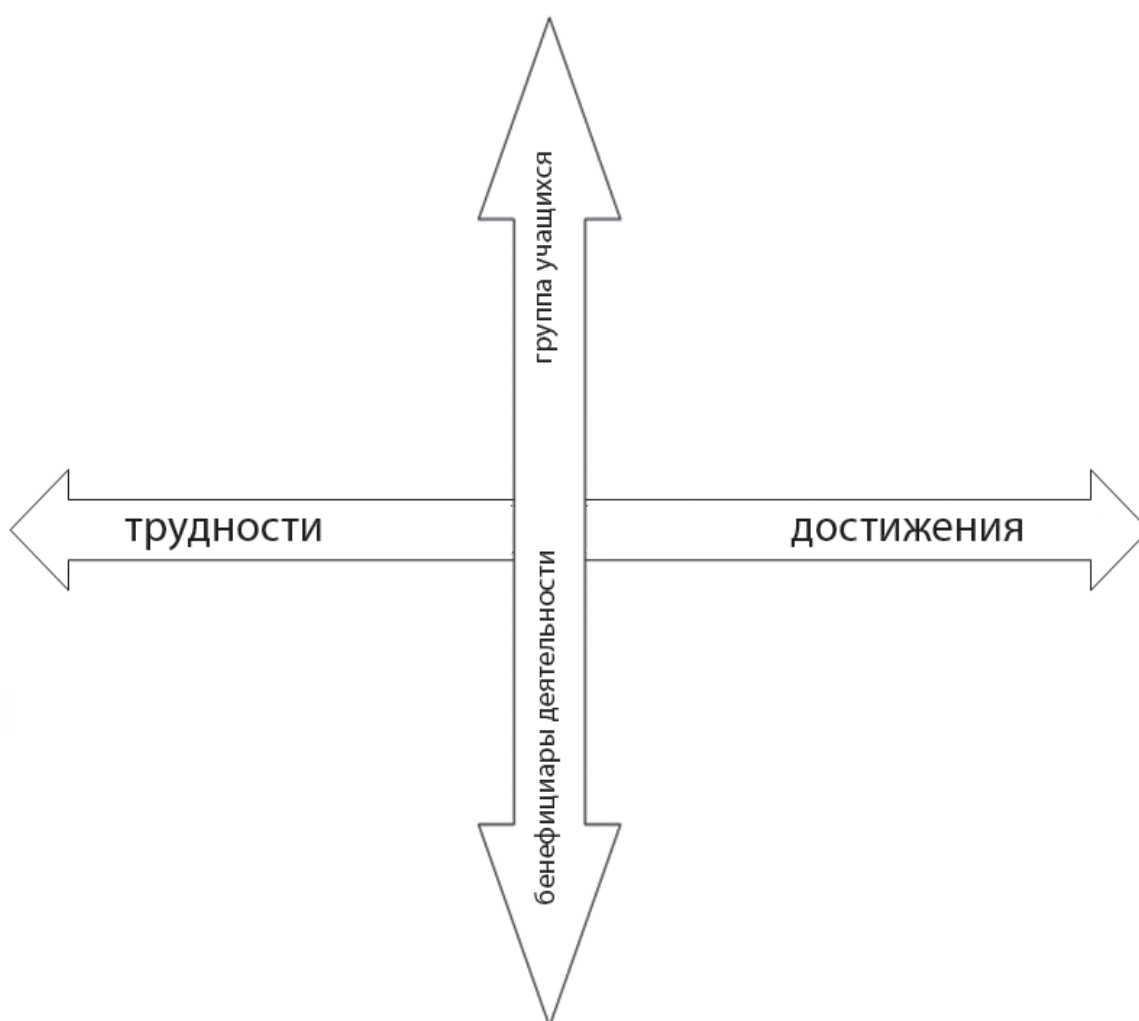 группа учащихся
трудности
достижения
бенефициары деятельности